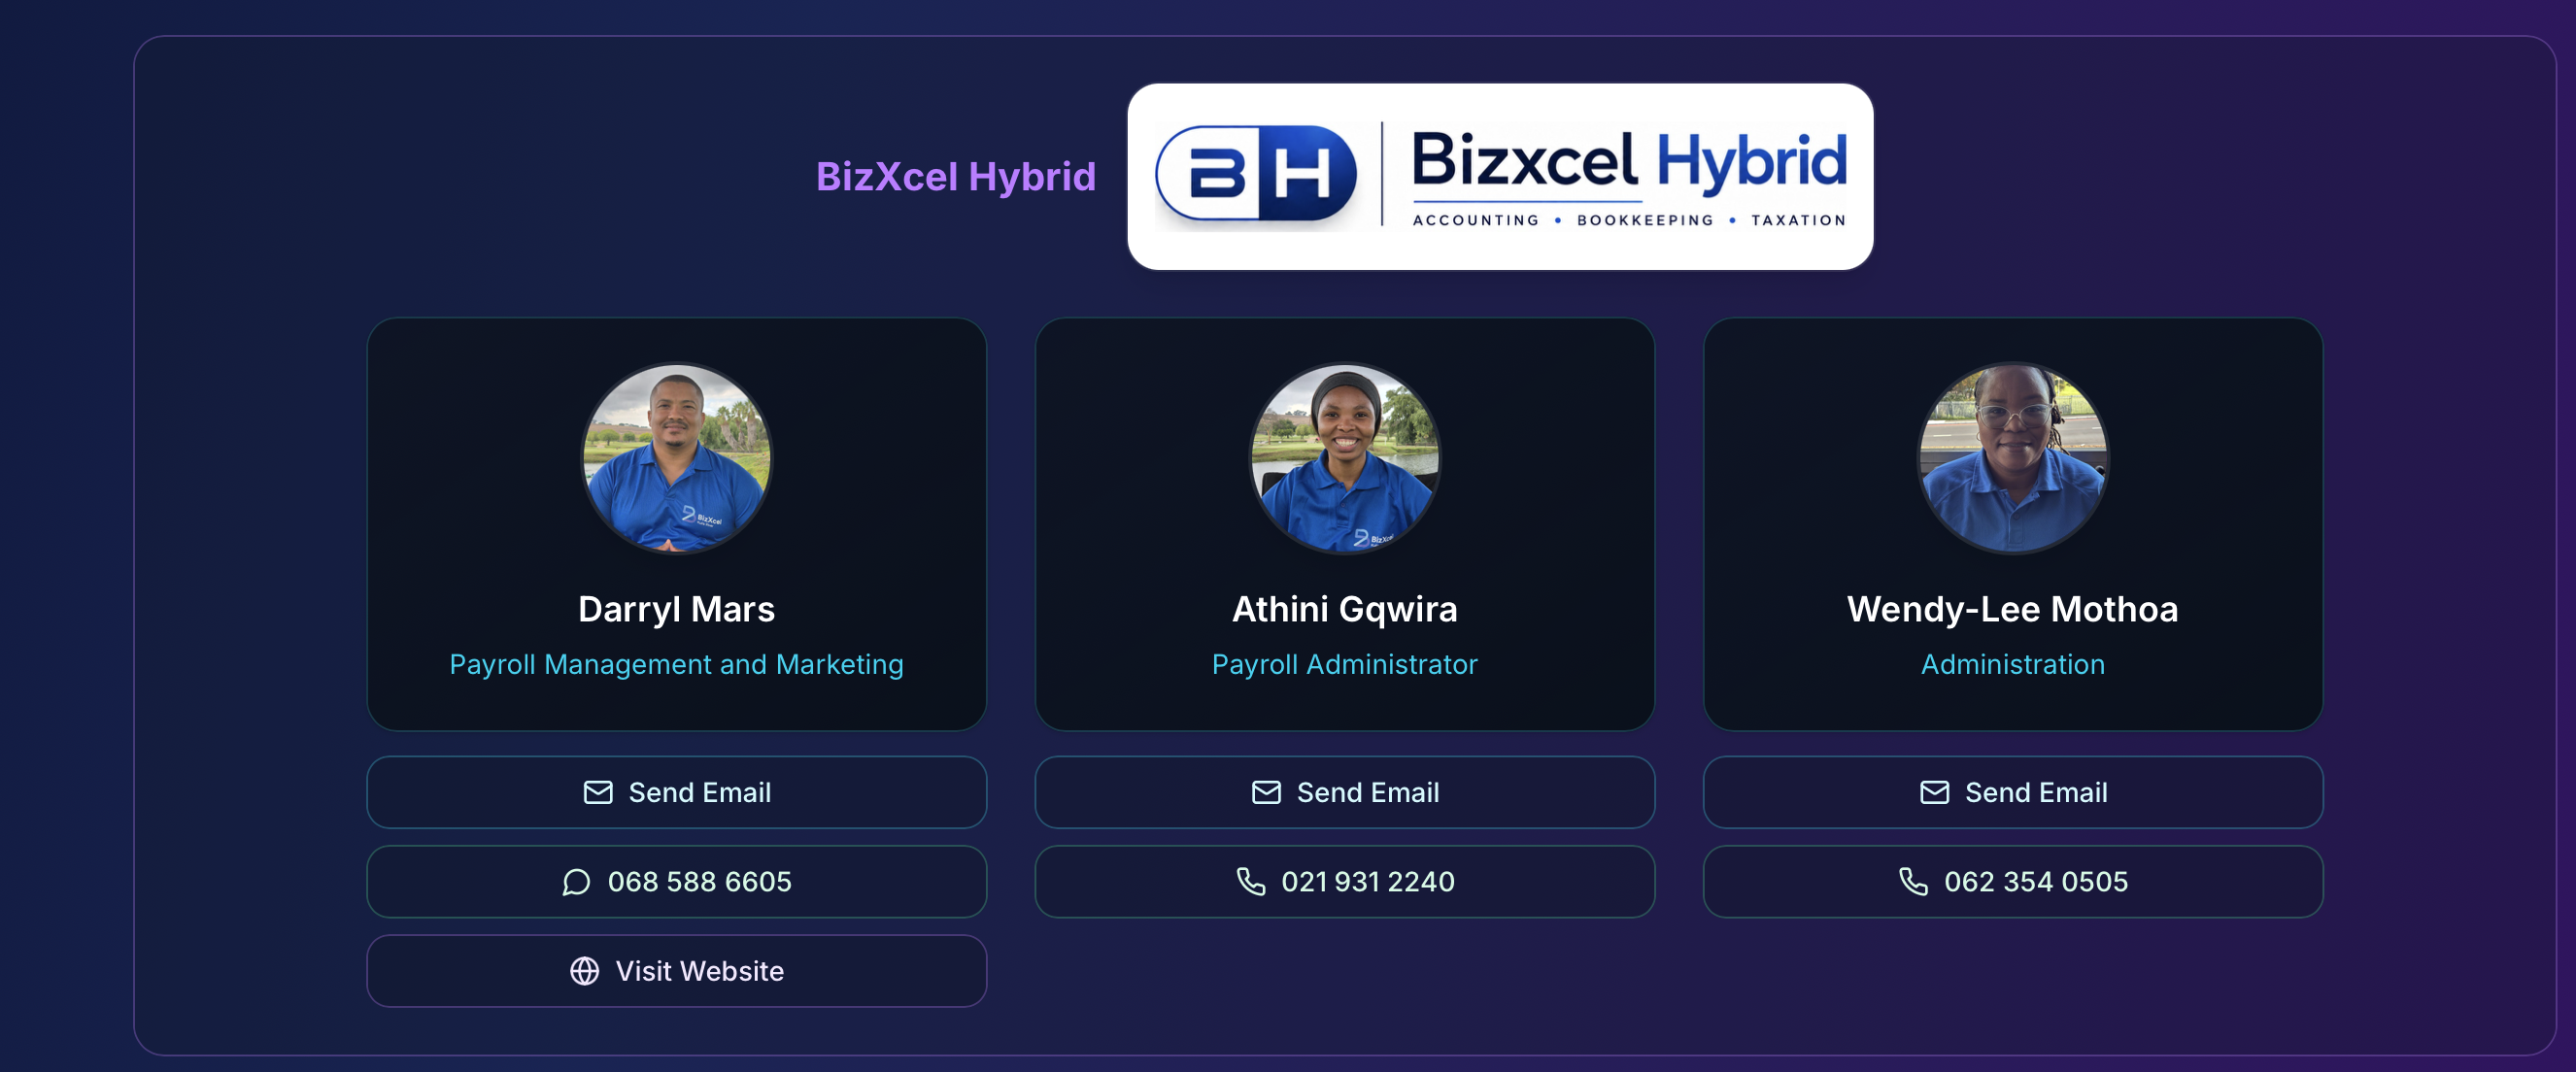 BizXcel Hybrid
BH
Bizxcel Hybrid
ACCOUNTING • BOOKKEEPING • TAXATION
BizXcel
BizXcel
Darryl Mars
Athini Gqwira
Wendy-Lee Mothoa
Payroll Management and Marketing
Payroll Administrator
Administration
Send Email
Send Email
Send Email
068 588 6605
021 931 2240
062 354 0505
Visit Website